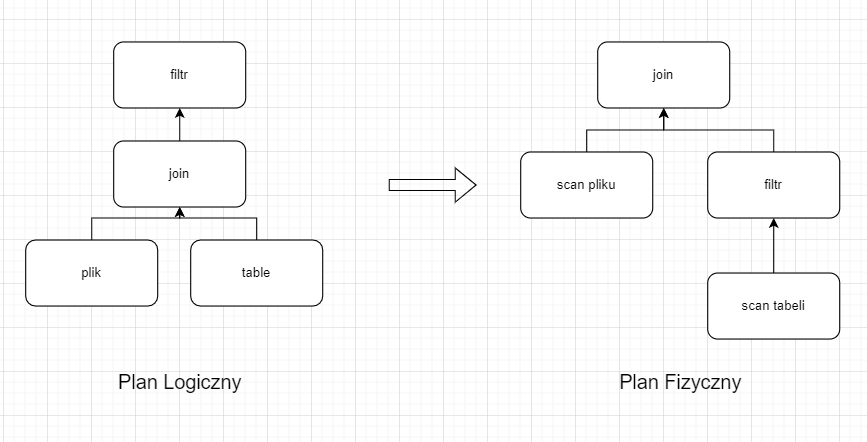 filtr
join
plik
table
Plan Logiczny
join
scan pliku
filtr
scan tabeli
Plan Fizyczny